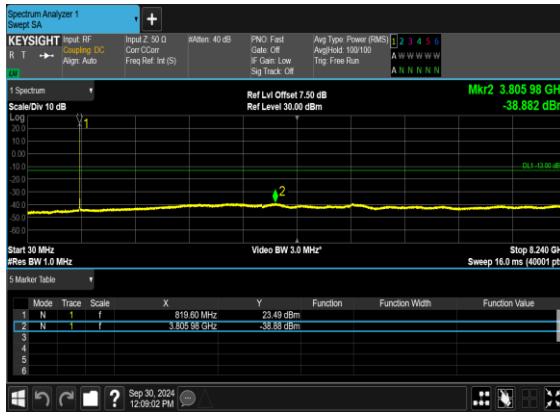 Spectrum Analyzer 1
Swept SA
KEYSIGHT Input: RF Input Z: 50 Ω #Atten: 40 dB PNO: Fast Avg Type: Power (RMS) 1 2 3 4 5 6
R T Coupling: DC Corr CCorr Gate: Off Avg|Hold: 100/100 A W W W W W
Align: Auto Freq Ref: Int (S) IF Gain: Low Trig: Free Run
Sig Track: Off A N N N N N
LXI
1 Spectrum Ref Lvl Offset 7.50 dB Mkr2 3.805 98 GHz
Scale/Div 10 dB Ref Level 30.00 dBm -38.882 dBm
Log
20.0
10.0
0.00
-10.0
-20.0
-30.0
-40.0
-50.0
-60.0
1
DL1 -13.00 dB
2
Start 30 MHz Video BW 3.0 MHz* Stop 8.240 GH
#Res BW 1.0 MHz Sweep 16.0 ms (40001 pts
5 Marker Table
Mode Trace Scale X Y Function Function Width Function Value
1 N 1 f 819.60 MHz 23.49 dBm
2 N 1 f 3.805 98 GHz -38.88 dBm
3
4
5
6
? Sep 30, 2024
12:09:02 PM